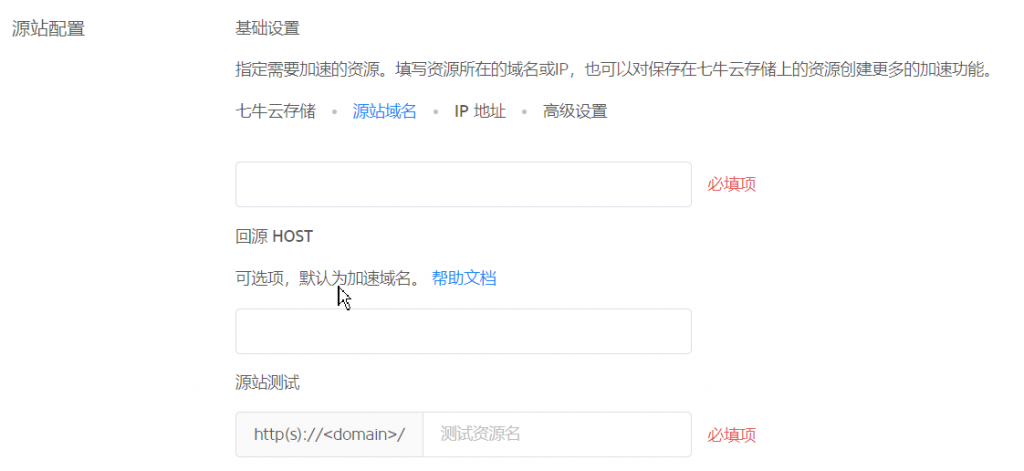 源站配置
基础设置
指定需要加速的资源。填写资源所在的域名或IP，也可以对保存在七牛云存储上的资源创建更多的加速功能。
七牛云存储 • 源站域名 • IP 地址 • 高级设置
必填项
回源 HOST
可选项，默认为加速域名。 帮助文档
源站测试
http(s)://<domain>/ 测试资源名 必填项